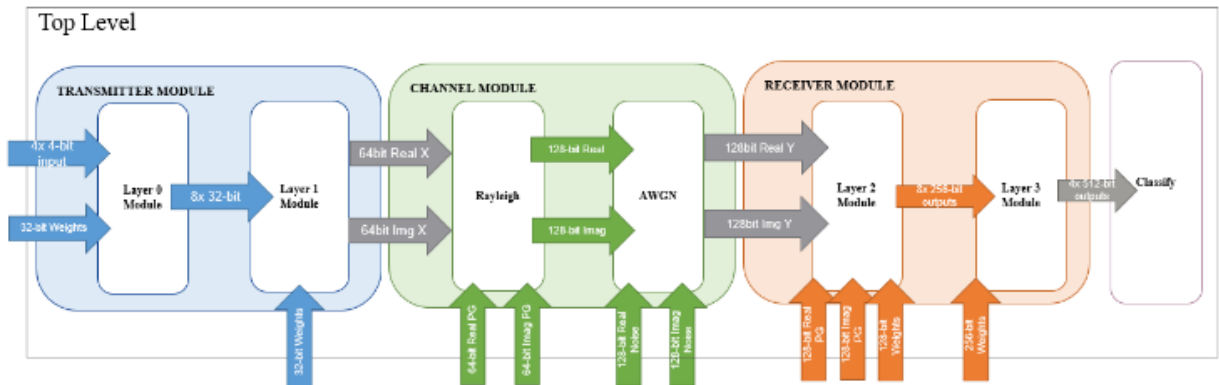 Top Level
TRANSMITTER MODULE
4x 4-bit
input
32-bit Weights
Layer 0
Module
8x 32-bit
Layer 1
Module
32-bit Weights
64bit Real X
64bit Img X
CHANNEL MODULE
Rayleigh
64-bit Real PG
64-bit Imag PG
128-bit Real
128-bit Imag
AWGN
128-bit Real
Noise
128-bit Imag
Noise
128bit Real Y
128bit Img Y
RECEIVER MODULE
Layer 2
Module
128-bit Real
PG
128-bit Imag
PG
128-bit
Weights
8x 256-bit
outputs
Layer 3
Module
256-bit
Weights
4x 512-bit
outputs
Classify